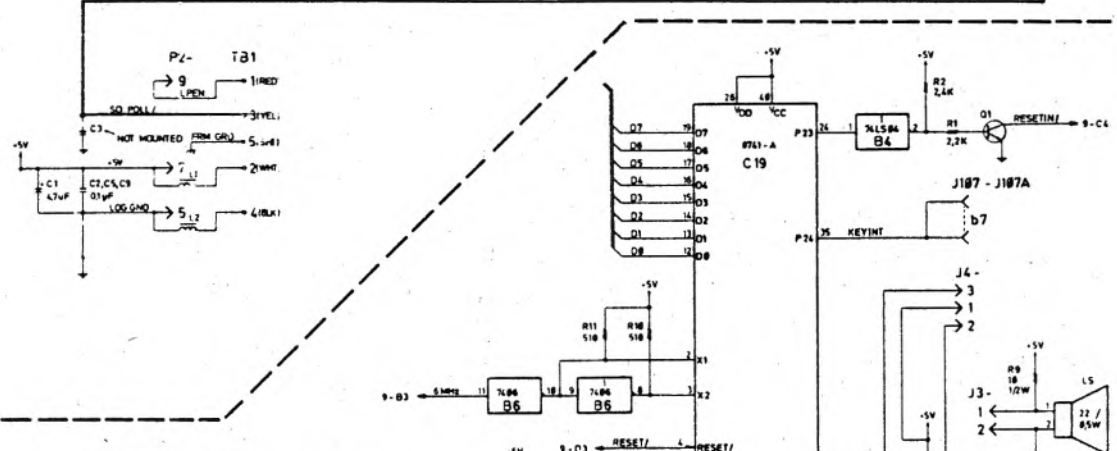 P2- TB1
9 1(RED)
LPEN
SO POLL/ 3(YEL)
C3 NOT MOUNTED FRM GRD 5
+5V +5V 7 2(WHT)
L1
+C1 4,7uF
C2,C5,C9 0,1µF
LOG GND 5 4(BLK)
L2
+5V
26 40
VDD VCC
8741-A
C19
D7 19 D7
D6 18 D6
D5 17 D5
D4 16 D4
D3 15 D3
D2 14 D2
D1 13 D1
D0 12 D0
P23 24 1 74LS04 2
B4
+5V
R2 2,4K
R1 2,2K
Q1
RESETIN/ 9-C4
J107 - J107A
b7
P24 35 KEYINT
J4-
3
1
2
+5V
R11 510
R10 510
2 X1
3 X2
9-B3 6 MHz 11 7406 10 9 7406 8
B6 B6
+5V 9-D3 RESET/ 4 RESET/
+5V
+5V
R9 10 1/2W
LS
J3-
1 1
2 2
22 / 0,5W